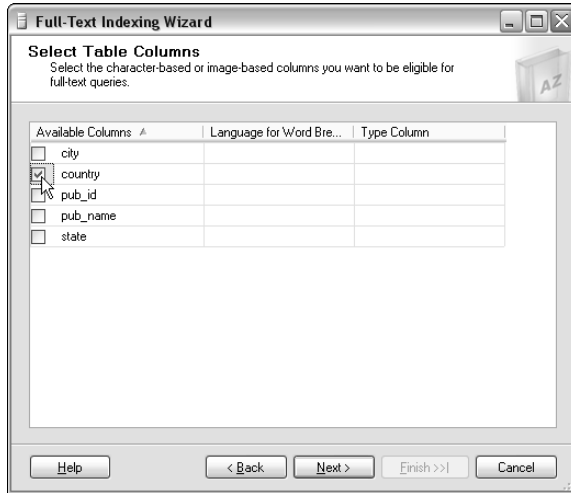 Full-Text Indexing Wizard
Select Table Columns
Select the character-based or image-based columns you want to be eligible for
full-text queries.
AZ
Available Columns Language for Word Bre... Type Column
city
country
pub_id
pub_name
state
Help < Back Next > Finish >>| Cancel